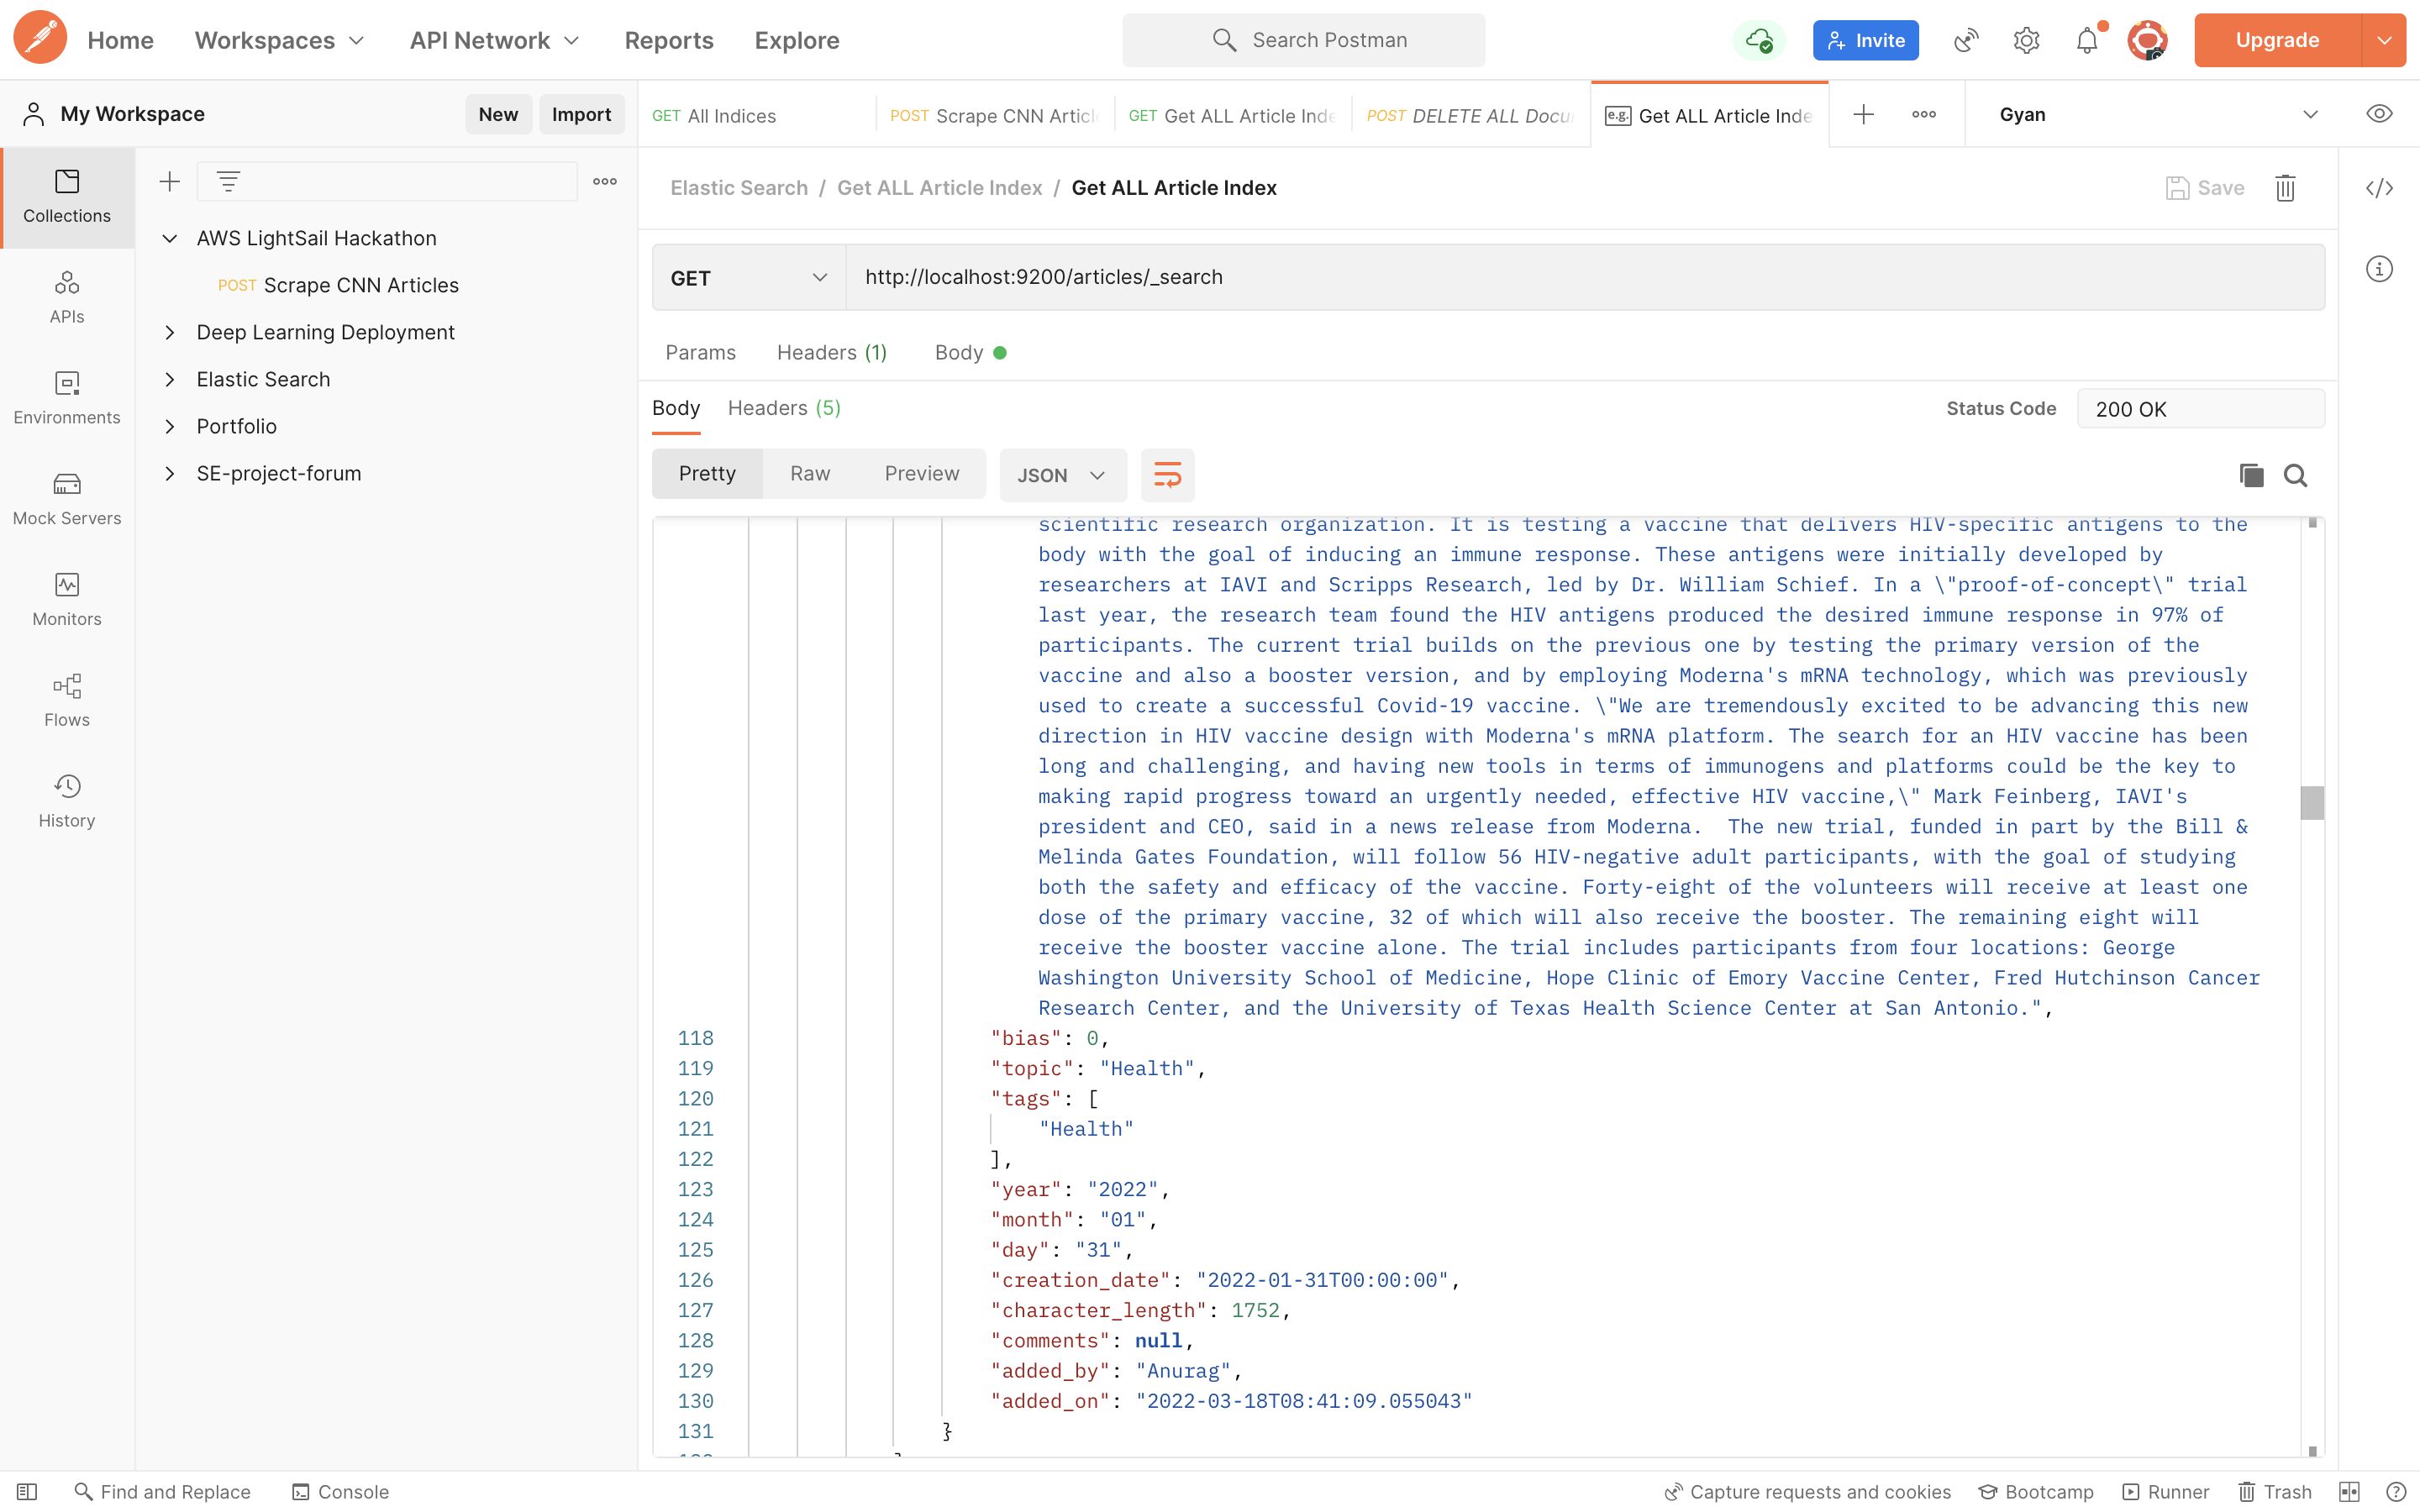 Home Workspaces API Network Reports Explore Search Postman Invite Upgrade
My Workspace New Import
GET All Indices POST Scrape CNN Articl GET Get ALL Article Inde POST DELETE ALL Docu e.g. Get ALL Article Inde Gyan
Collections
APIs
Environments
Mock Servers
Monitors
Flows
History
AWS LightSail Hackathon
POST Scrape CNN Articles
Deep Learning Deployment
Elastic Search
Portfolio
SE-project-forum
Elastic Search / Get ALL Article Index / Get ALL Article Index Save
GET http://localhost:9200/articles/_search
Params Headers (1) Body
Body Headers (5) Status Code 200 OK
Pretty Raw Preview JSON
scientific research organization. It is testing a vaccine that delivers HIV-specific antigens to the
body with the goal of inducing an immune response. These antigens were initially developed by
researchers at IAVI and Scripps Research, led by Dr. William Schief. In a \"proof-of-concept\" trial
last year, the research team found the HIV antigens produced the desired immune response in 97% of
participants. The current trial builds on the previous one by testing the primary version of the
vaccine and also a booster version, and by employing Moderna's mRNA technology, which was previously
used to create a successful Covid-19 vaccine. \"We are tremendously excited to be advancing this new
direction in HIV vaccine design with Moderna's mRNA platform. The search for an HIV vaccine has been
long and challenging, and having new tools in terms of immunogens and platforms could be the key to
making rapid progress toward an urgently needed, effective HIV vaccine,\" Mark Feinberg, IAVI's
president and CEO, said in a news release from Moderna.  The new trial, funded in part by the Bill &
Melinda Gates Foundation, will follow 56 HIV-negative adult participants, with the goal of studying
both the safety and efficacy of the vaccine. Forty-eight of the volunteers will receive at least one
dose of the primary vaccine, 32 of which will also receive the booster. The remaining eight will
receive the booster vaccine alone. The trial includes participants from four locations: George
Washington University School of Medicine, Hope Clinic of Emory Vaccine Center, Fred Hutchinson Cancer
Research Center, and the University of Texas Health Science Center at San Antonio.",
118 "bias": 0,
119 "topic": "Health",
120 "tags": [
121 "Health"
122 ],
123 "year": "2022",
124 "month": "01",
125 "day": "31",
126 "creation_date": "2022-01-31T00:00:00",
127 "character_length": 1752,
128 "comments": null,
129 "added_by": "Anurag",
130 "added_on": "2022-03-18T08:41:09.055043"
131 }
Find and Replace Console Capture requests and cookies Bootcamp Runner Trash